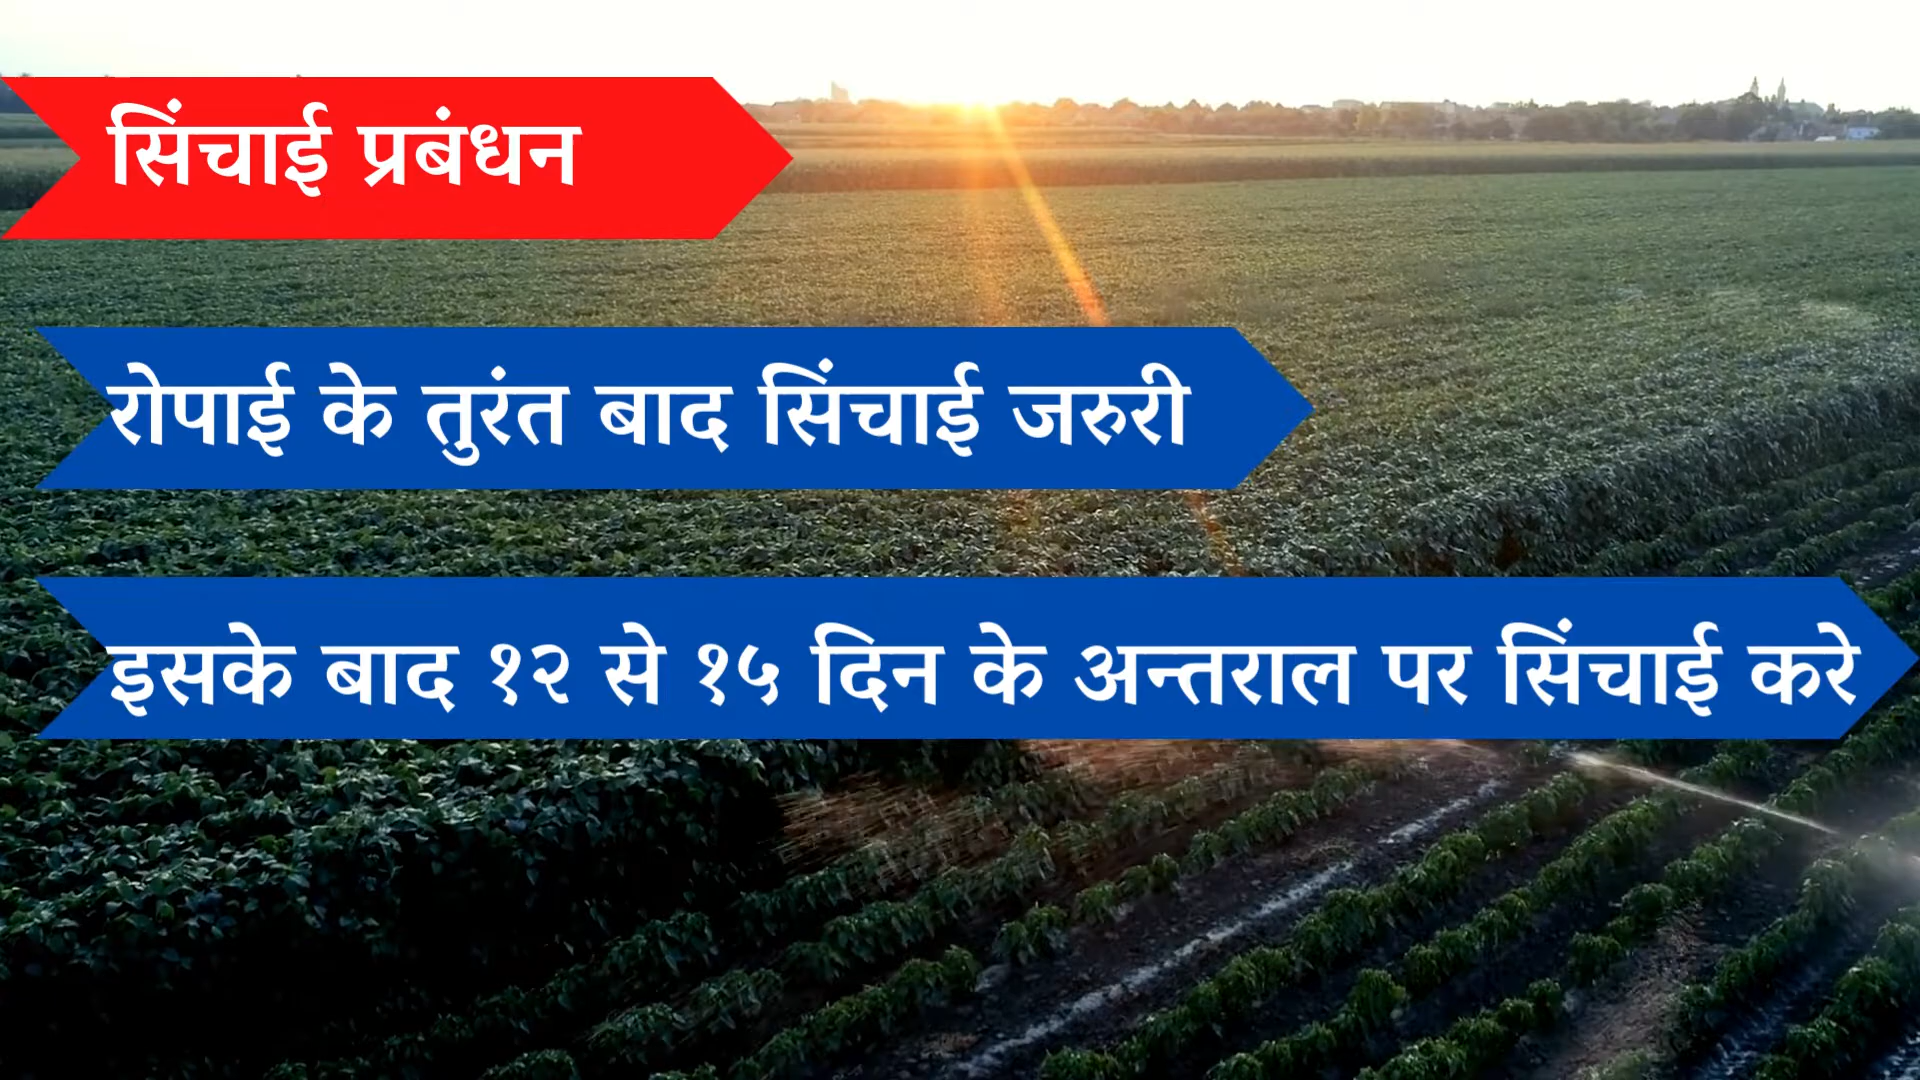 सिंचाई प्रबंधन
रोपाई के तुरंत बाद सिंचाई जरुरी
इसके बाद १२ से १५ दिन के अन्तराल पर सिंचाई करे